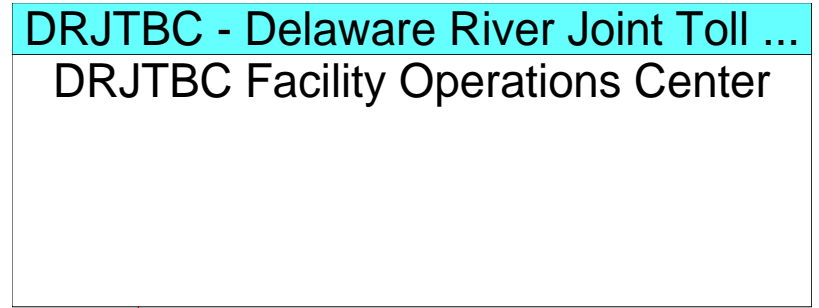 DRJTBC - Delaware River Joint Toll ...
DRJTBC Facility Operations Center